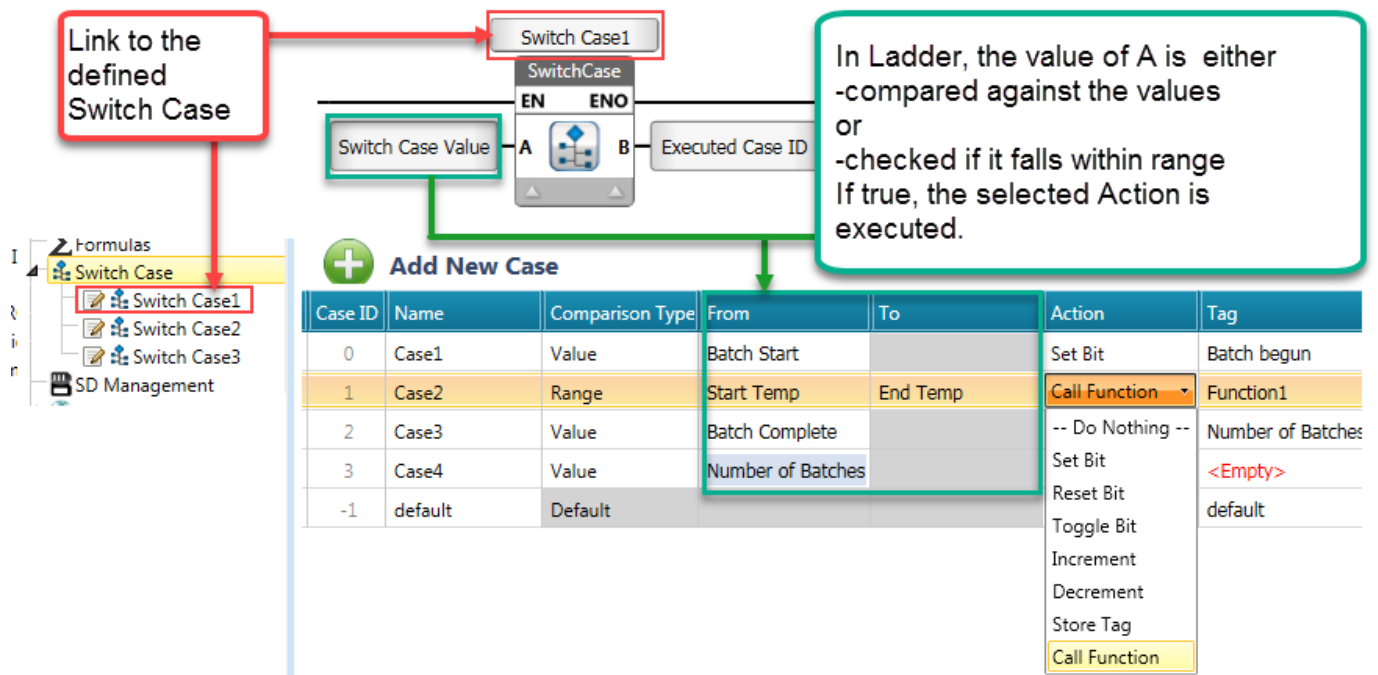 Link to the
defined
Switch Case
Switch Case1
SwitchCase
EN ENO
Switch Case Value
A
B
Executed Case ID
In Ladder, the value of A is either
-compared against the values
or
-checked if it falls within range
If true, the selected Action is
executed.
Formulas
Switch Case
Switch Case1
Switch Case2
Switch Case3
SD Management
Add New Case
Case ID Name Comparison Type From To Action Tag
0 Case1 Value Batch Start Set Bit Batch begun
1 Case2 Range Start Temp End Temp Call Function Function1
2 Case3 Value Batch Complete Number of Batches
3 Case4 Value Number of Batches <Empty>
-1 default Default default
-- Do Nothing --
Set Bit
Reset Bit
Toggle Bit
Increment
Decrement
Store Tag
Call Function